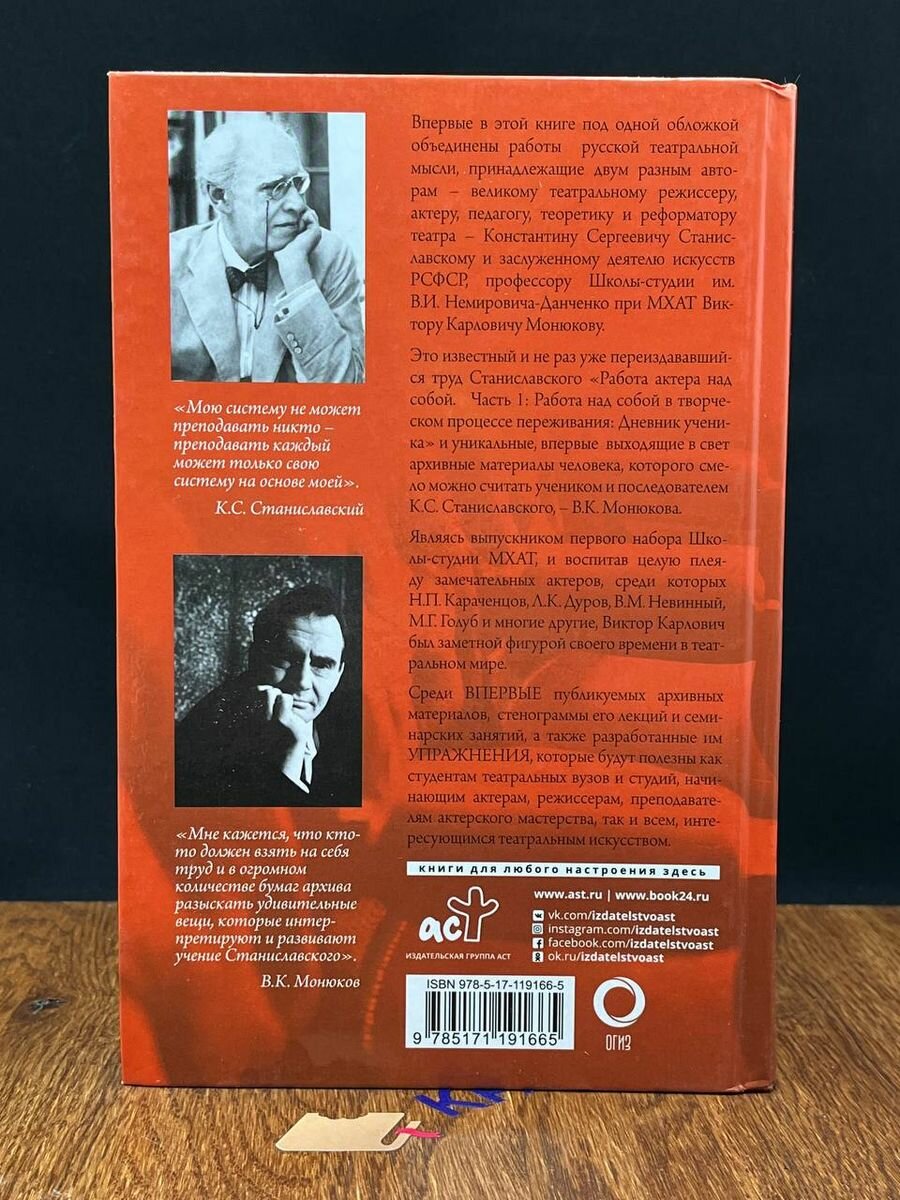 «Мою систему не может
преподавать никто –
преподавать каждый
может только свою
систему на основе моей».
К.С. Станиславский
«Мне кажется, что кто-
то должен взять на себя
труд и в огромном
количестве бумаг архива
разыскать удивительные
вещи, которые интер-
претируют и развивают
учение Станиславского».
В.К. Монюков
Впервые в этой книге под одной обложкой
объединены работы русской театральной
мысли, принадлежащие двум разным авто-
рам – великому театральному режиссеру,
актеру, педагогу, теоретику и реформатору
театра – Константину Сергеевичу Станис-
лавскому и заслуженному деятелю искусств
РСФСР, профессору Школы-студии им.
В.И. Немировича-Данченко при МХАТ Вик-
тору Карловичу Монюкову.
Это известный и не раз уже переиздававший-
ся труд Станиславского «Работа актера над
собой. Часть 1: Работа над собой в творче-
ском процессе переживания: Дневник учени-
ка» и уникальные, впервые выходящие в свет
архивные материалы человека, которого сме-
ло можно считать учеником и последователем
К.С. Станиславского, – В.К. Монюкова.
Являясь выпускником первого набора Шко-
лы-студии МХАТ, и воспитав целую плея-
ду замечательных актеров, среди которых
Н.П. Караченцов, Л.К. Дуров, В.М. Невинный,
М.Г. Голуб и многие другие, Виктор Карлович
был заметной фигурой своего времени в теат-
ральном мире.
Среди ВПЕРВЫЕ публикуемых архивных
материалов, стенограммы его лекций и семи-
нарских занятий, а также разработанные им
УПРАЖНЕНИЯ, которые будут полезны как
студентам театральных вузов и студий, начи-
нающим актерам, режиссерам, преподавате-
лям актерского мастерства, так и всем, инте-
ресующимся театральным искусством.
книги для любого настроения здесь
аст
ИЗДАТЕЛЬСКАЯ ГРУППА АСТ
www.ast.ru | www.book24.ru
vk.com/izdatelstvoast
instagram.com/izdatelstvoast
facebook.com/izdatelstvoast
ok.ru/izdatelstvoast
ISBN 978-5-17-119166-5
9 785171 191665
ОГИЗ